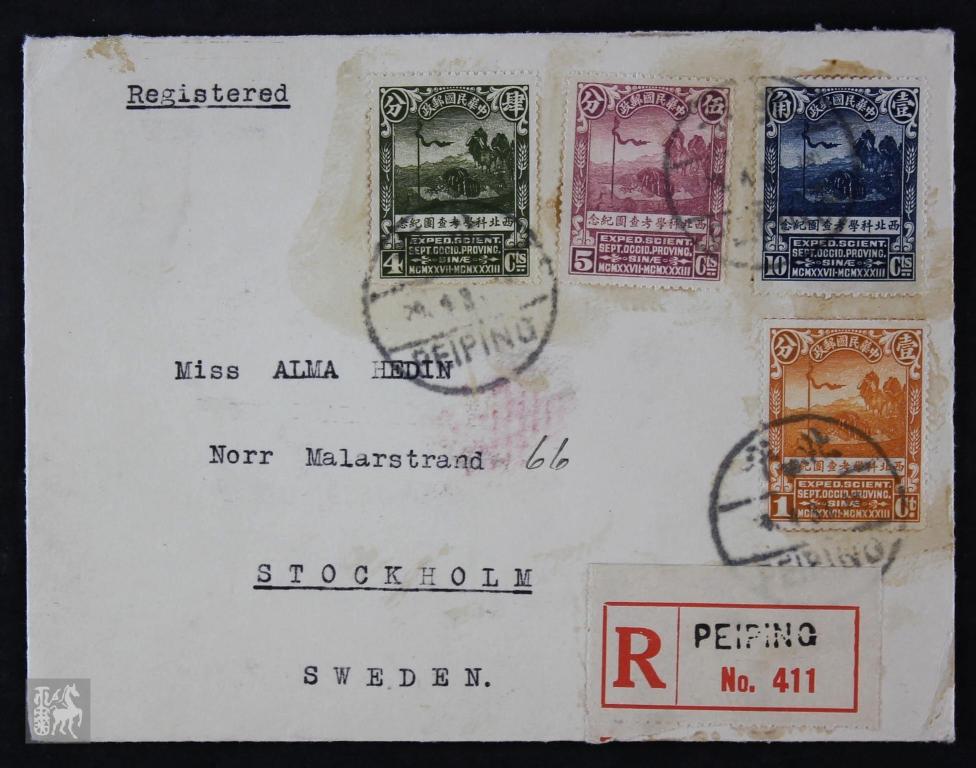 Registered
分 中華民國郵政 肆
西北科學考查團紀念
EXPED. SCIENT.
SEPT. OCCID. PROVING.
SINÆ
4 MCMXXVII-MCMXXXIII Cts
分 中華民國郵政 伍
西北科學考查團紀念
EXPED. SCIENT.
SEPT. OCCID. PROVING.
SINÆ
5 MCMXXVII-MCMXXXIII Cts
角 中華民國郵政 壹
西北科學考查團紀念
EXPED. SCIENT.
SEPT. OCCID. PROVING.
SINÆ
10 MCMXXVII-MCMXXXIII Cts
分 中華民國郵政 壹
西北科學考查團紀念
EXPED. SCIENT.
SEPT. OCCID. PROVING.
SINÆ
1 MCMXXVII-MCMXXXIII Ct
PEIPING
Miss ALMA HEDIN
Norr Malarstrand 66
STOCKHOLM
SWEDEN.
PEIPING
R PEIPING
No. 411